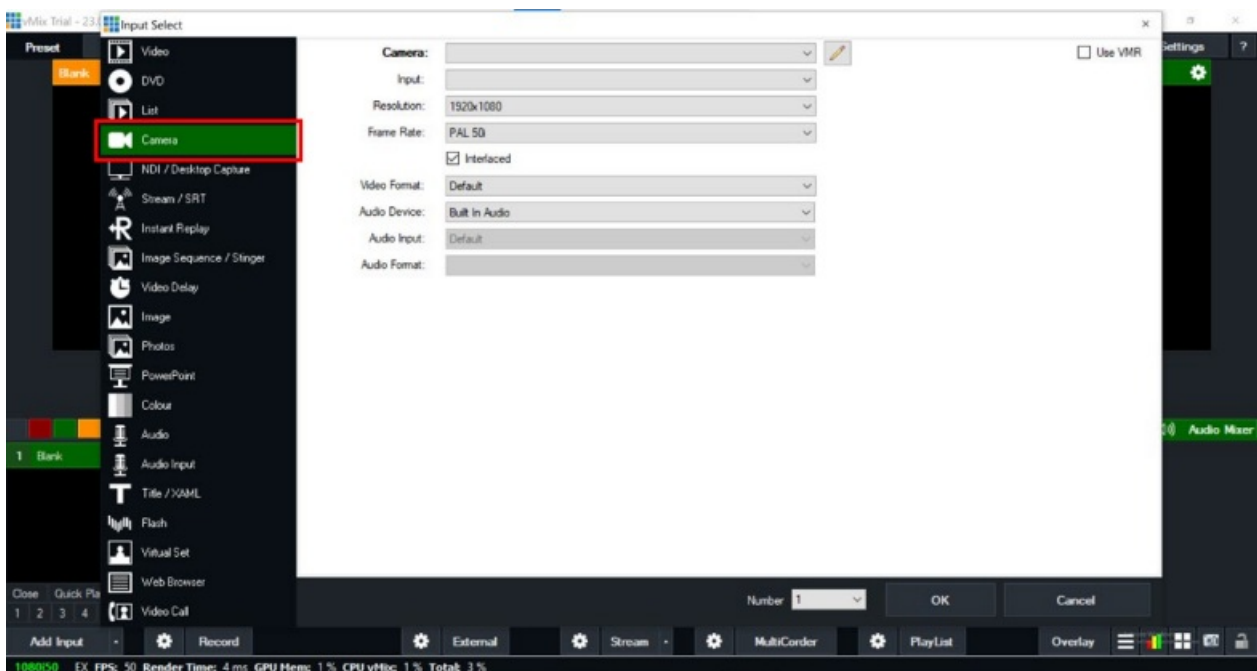 vMix Trial - 23.
Input Select
Preset
Settings
?
Blank
Video
DVD
List
Camera
NDI / Desktop Capture
Stream / SRT
Instant Replay
Image Sequence / Stinger
Video Delay
Image
Photos
PowerPoint
Colour
Audio
Audio Input
Title / XAML
Flash
Virtual Set
Web Browser
Video Call
Camera:
Use VMR
Input:
Resolution: 1920x1080
Frame Rate: PAL 50i
Interlaced
Video Format: Default
Audio Device: Built In Audio
Audio Input: Default
Audio Format:
Audio Mixer
1 Blank
Close Quick Pla
1 2 3 4
Number 1
OK
Cancel
Add Input
Record
External
Stream
MultiCorder
PlayList
Overlay
1080i50 EX FPS: 50 Render Time: 4 ms GPU Mem: 1 % CPU vMix: 1 % Total: 3 %